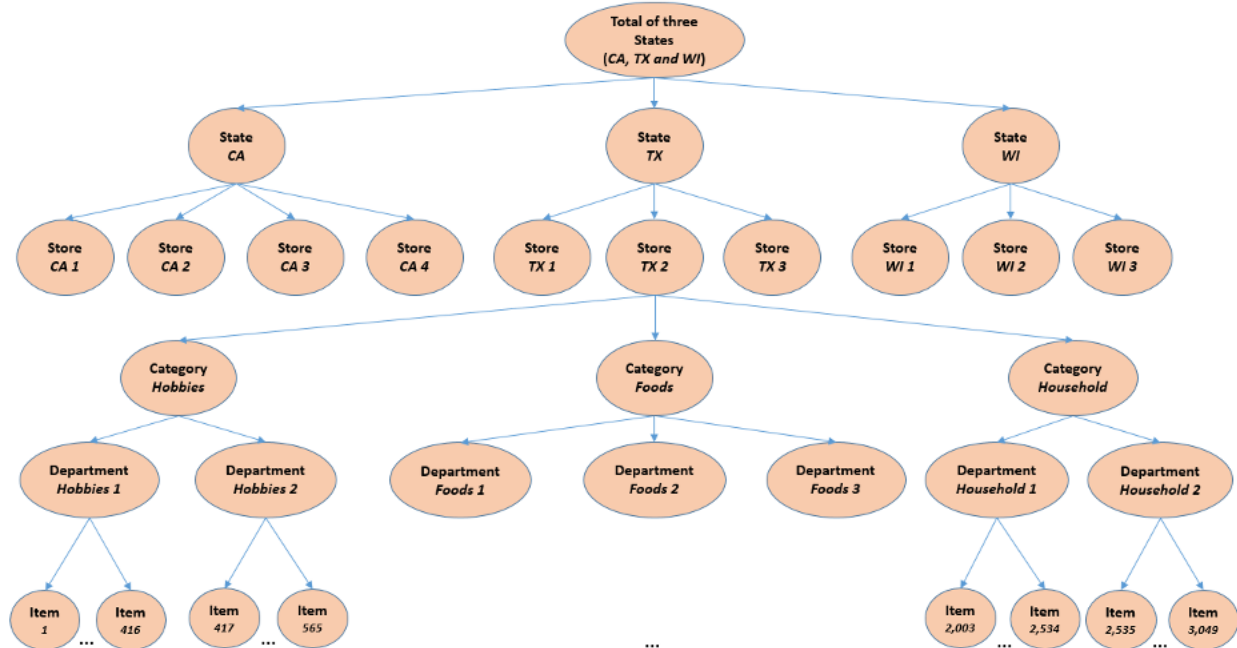 Total of three
States
(CA, TX and WI)
State
CA
State
TX
State
WI
Store
CA 1
Store
CA 2
Store
CA 3
Store
CA 4
Store
TX 1
Store
TX 2
Store
TX 3
Store
WI 1
Store
WI 2
Store
WI 3
Category
Hobbies
Category
Foods
Category
Household
Department
Hobbies 1
Department
Hobbies 2
Department
Foods 1
Department
Foods 2
Department
Foods 3
Department
Household 1
Department
Household 2
Item
1
...
Item
416
Item
417
...
Item
565
...
Item
2,003
...
Item
2,534
Item
2,535
...
Item
3,049